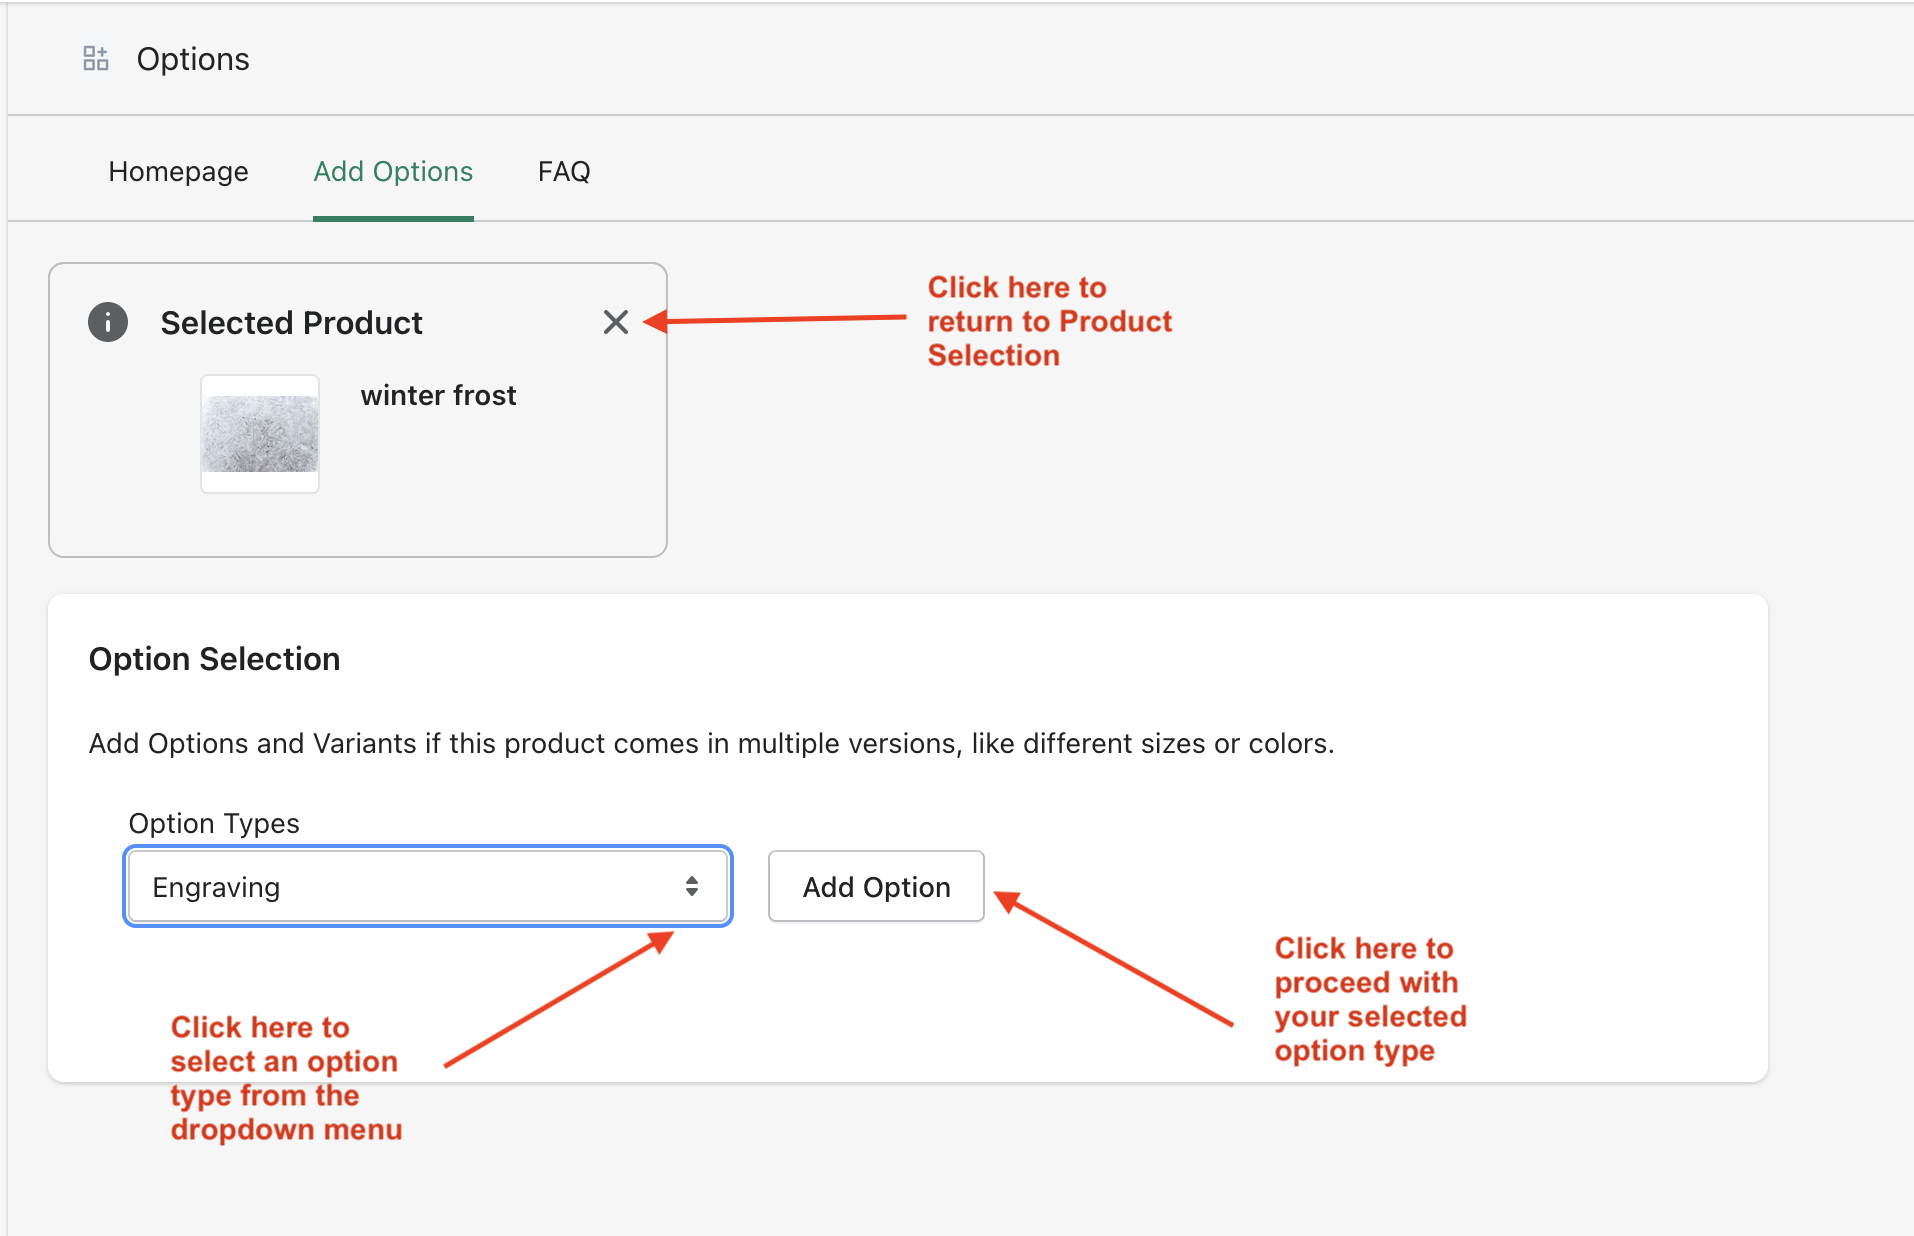 Options
Homepage
Add Options
FAQ
Selected Product
winter frost
Click here to
return to Product
Selection
Option Selection
Add Options and Variants if this product comes in multiple versions, like different sizes or colors.
Option Types
Engraving
Add Option
Click here to
select an option
type from the
dropdown menu
Click here to
proceed with
your selected
option type